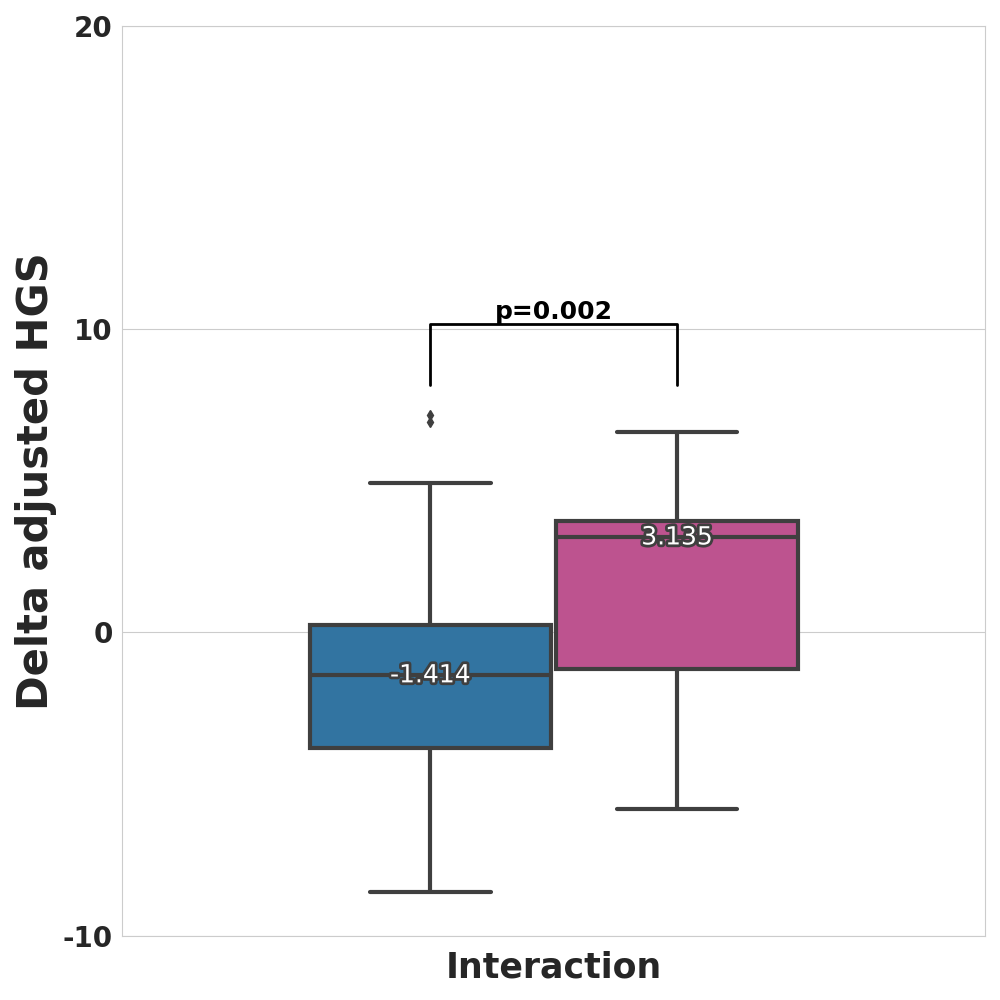 20
10
0
-10
Delta adjusted HGS
p=0.002
3.135
-1.414
Interaction